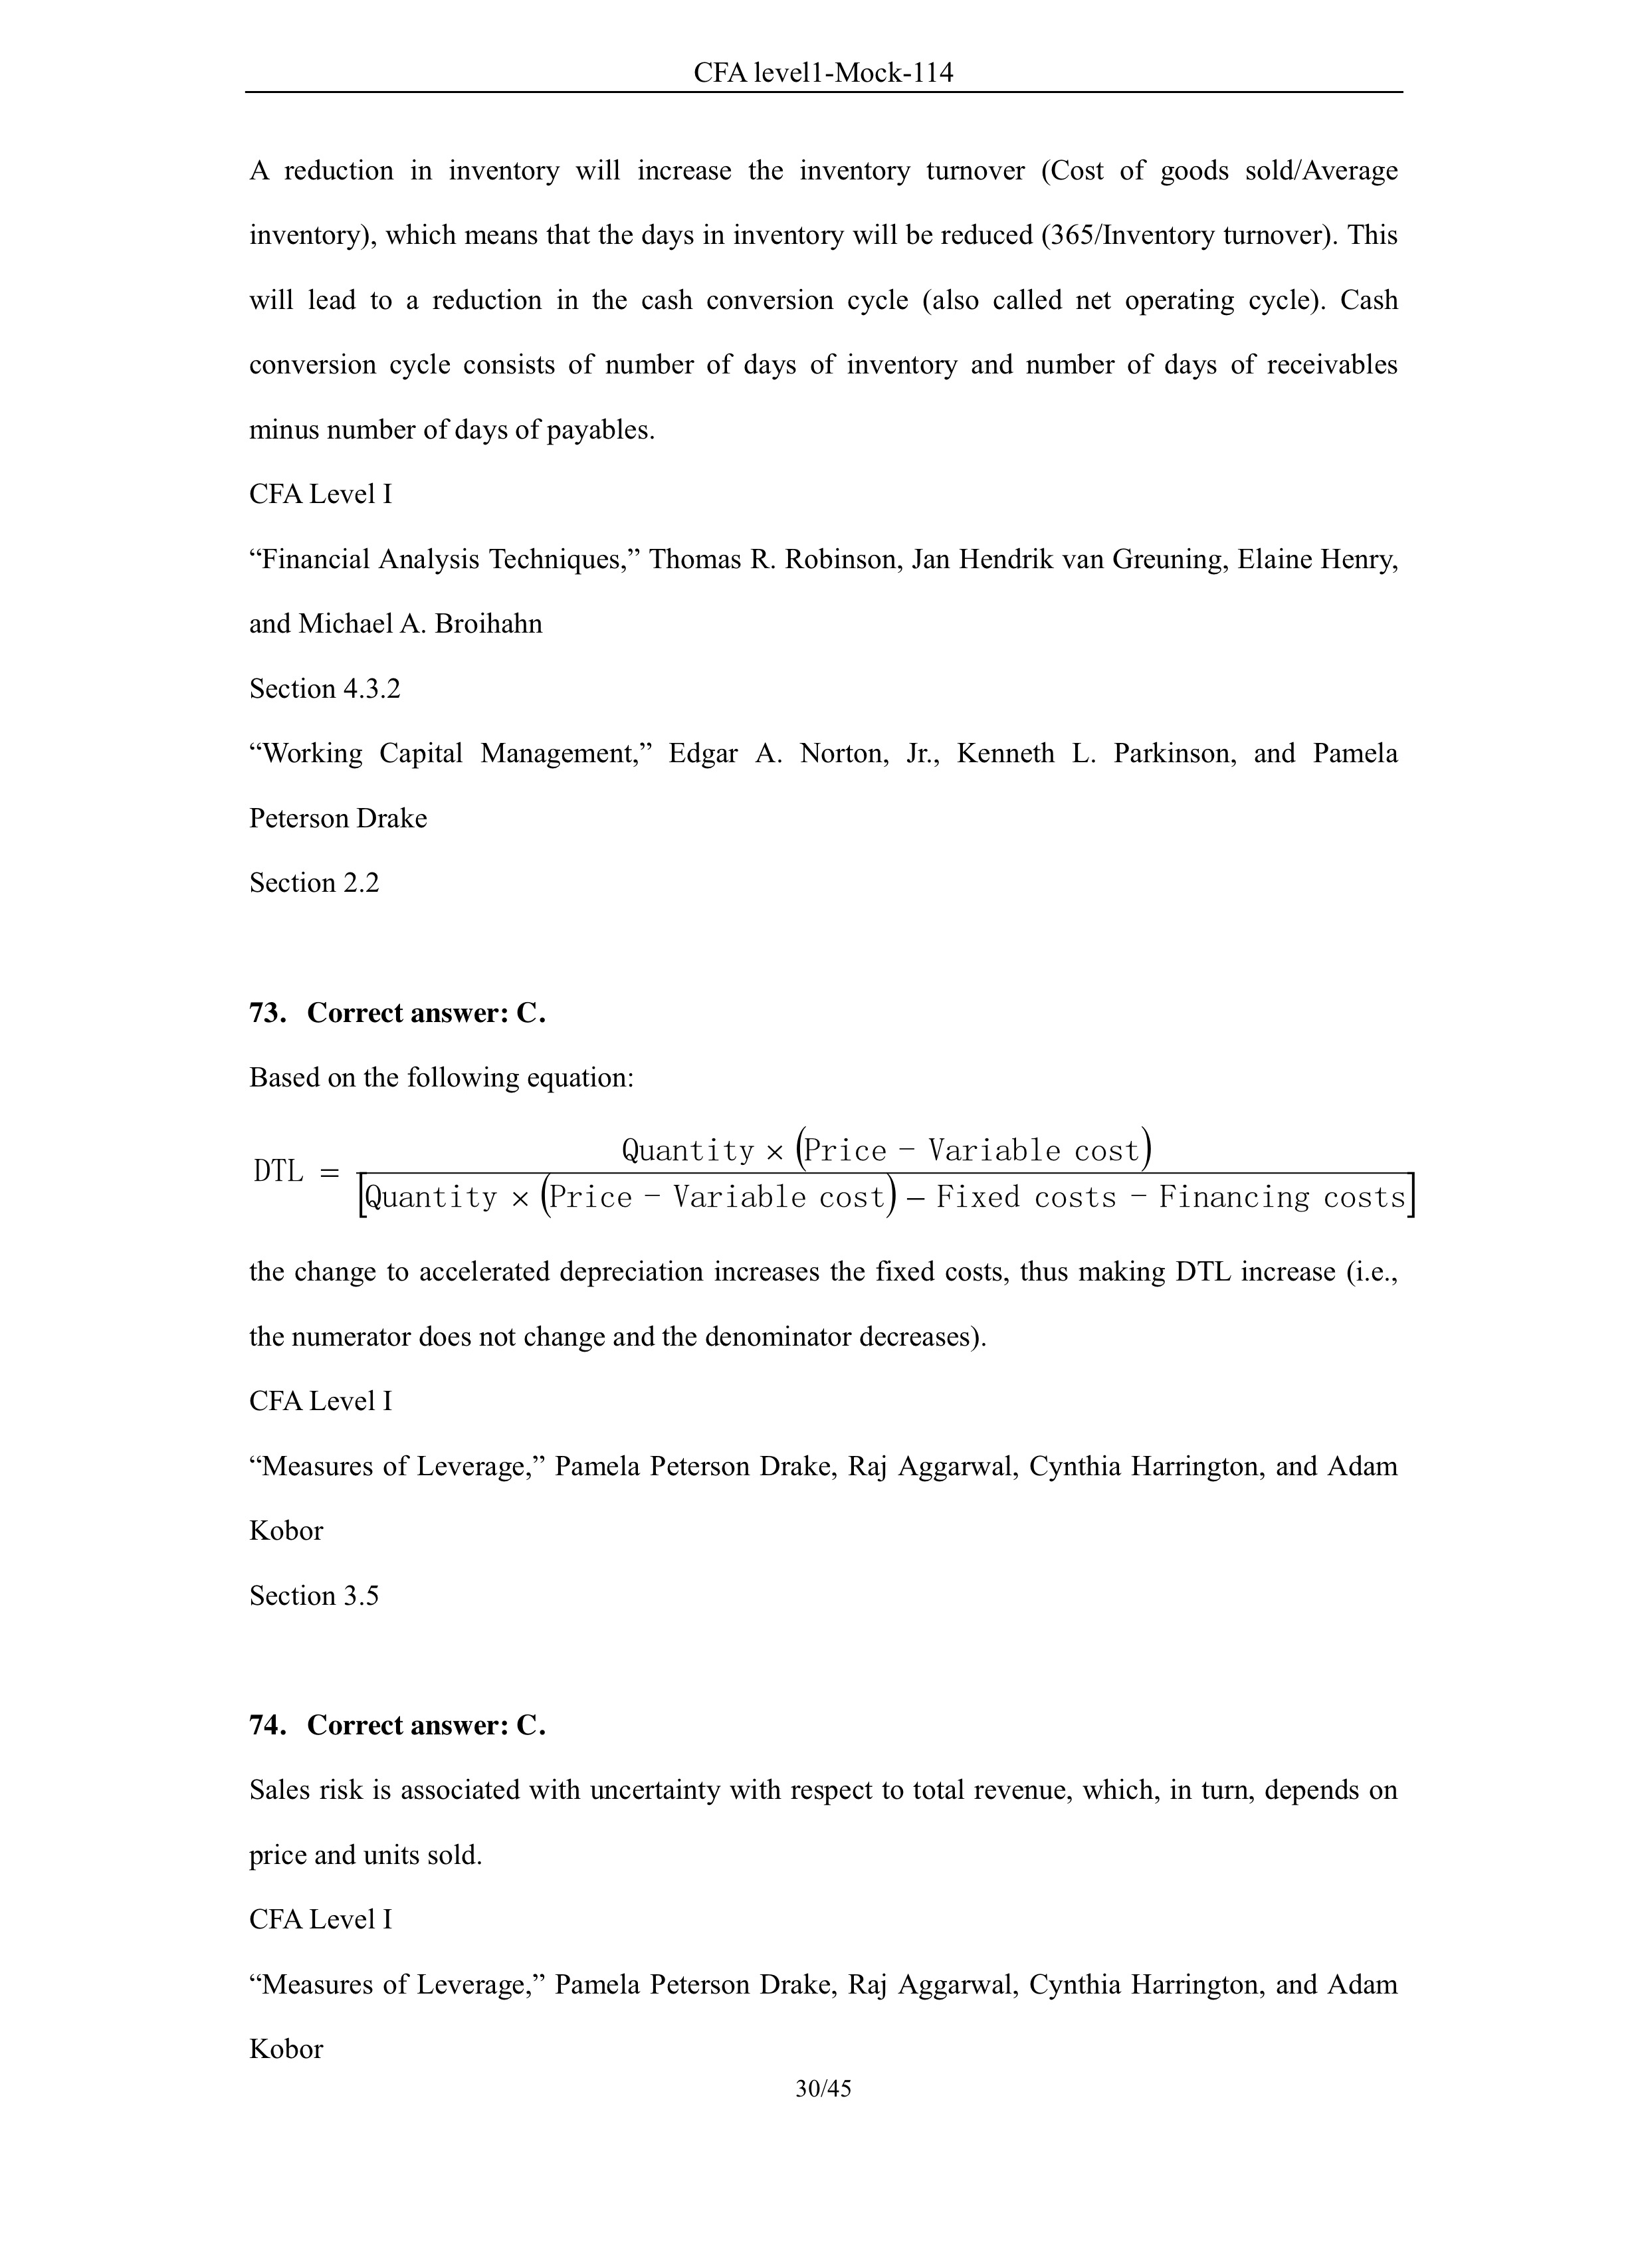 CFA level1-Mock-114
A reduction in inventory will increase the inventory turnover (Cost of goods sold/Average
inventory), which means that the days in inventory will be reduced (365/Inventory turnover). This
will lead to a reduction in the cash conversion cycle (also called net operating cycle). Cash
conversion cycle consists of number of days of inventory and number of days of receivables
minus number of days of payables.
CFA Level I
“Financial Analysis Techniques,” Thomas R. Robinson, Jan Hendrik van Greuning, Elaine Henry,
and Michael A. Broihahn
Section 4.3.2
“Working Capital Management,” Edgar A. Norton, Jr., Kenneth L. Parkinson, and Pamela
Peterson Drake
Section 2.2
73. Correct answer: C.
Based on the following equation:
Quantity × (Price − Variable cost)
DTL =
[Quantity × (Price − Variable cost) − Fixed costs − Financing costs]
the change to accelerated depreciation increases the fixed costs, thus making DTL increase (i.e.,
the numerator does not change and the denominator decreases).
CFA Level I
“Measures of Leverage,” Pamela Peterson Drake, Raj Aggarwal, Cynthia Harrington, and Adam
Kobor
Section 3.5
74. Correct answer: C.
Sales risk is associated with uncertainty with respect to total revenue, which, in turn, depends on
price and units sold.
CFA Level I
“Measures of Leverage,” Pamela Peterson Drake, Raj Aggarwal, Cynthia Harrington, and Adam
Kobor
30/45